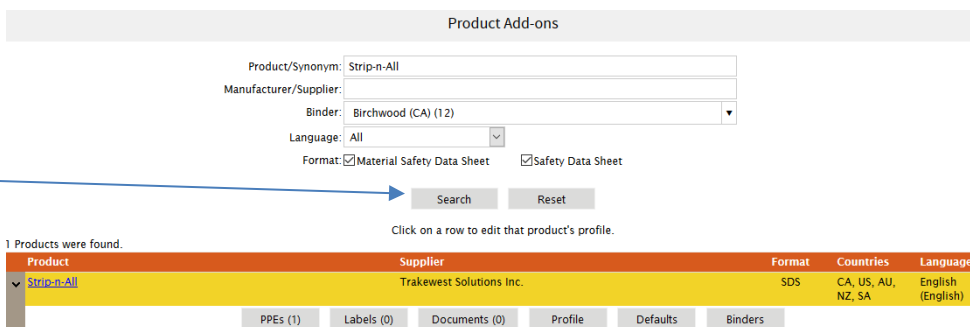 Product Add-ons
Product/Synonym: Strip-n-All
Manufacturer/Supplier:
Binder: Birchwood (CA) (12)
Language: All
Format: Material Safety Data Sheet Safety Data Sheet
Search Reset
Click on a row to edit that product's profile.
1 Products were found.
Product Supplier Format Countries Language
Strip-n-All Trakewest Solutions Inc. SDS CA, US, AU, English
NZ, SA (English)
PPEs (1) Labels (0) Documents (0) Profile Defaults Binders